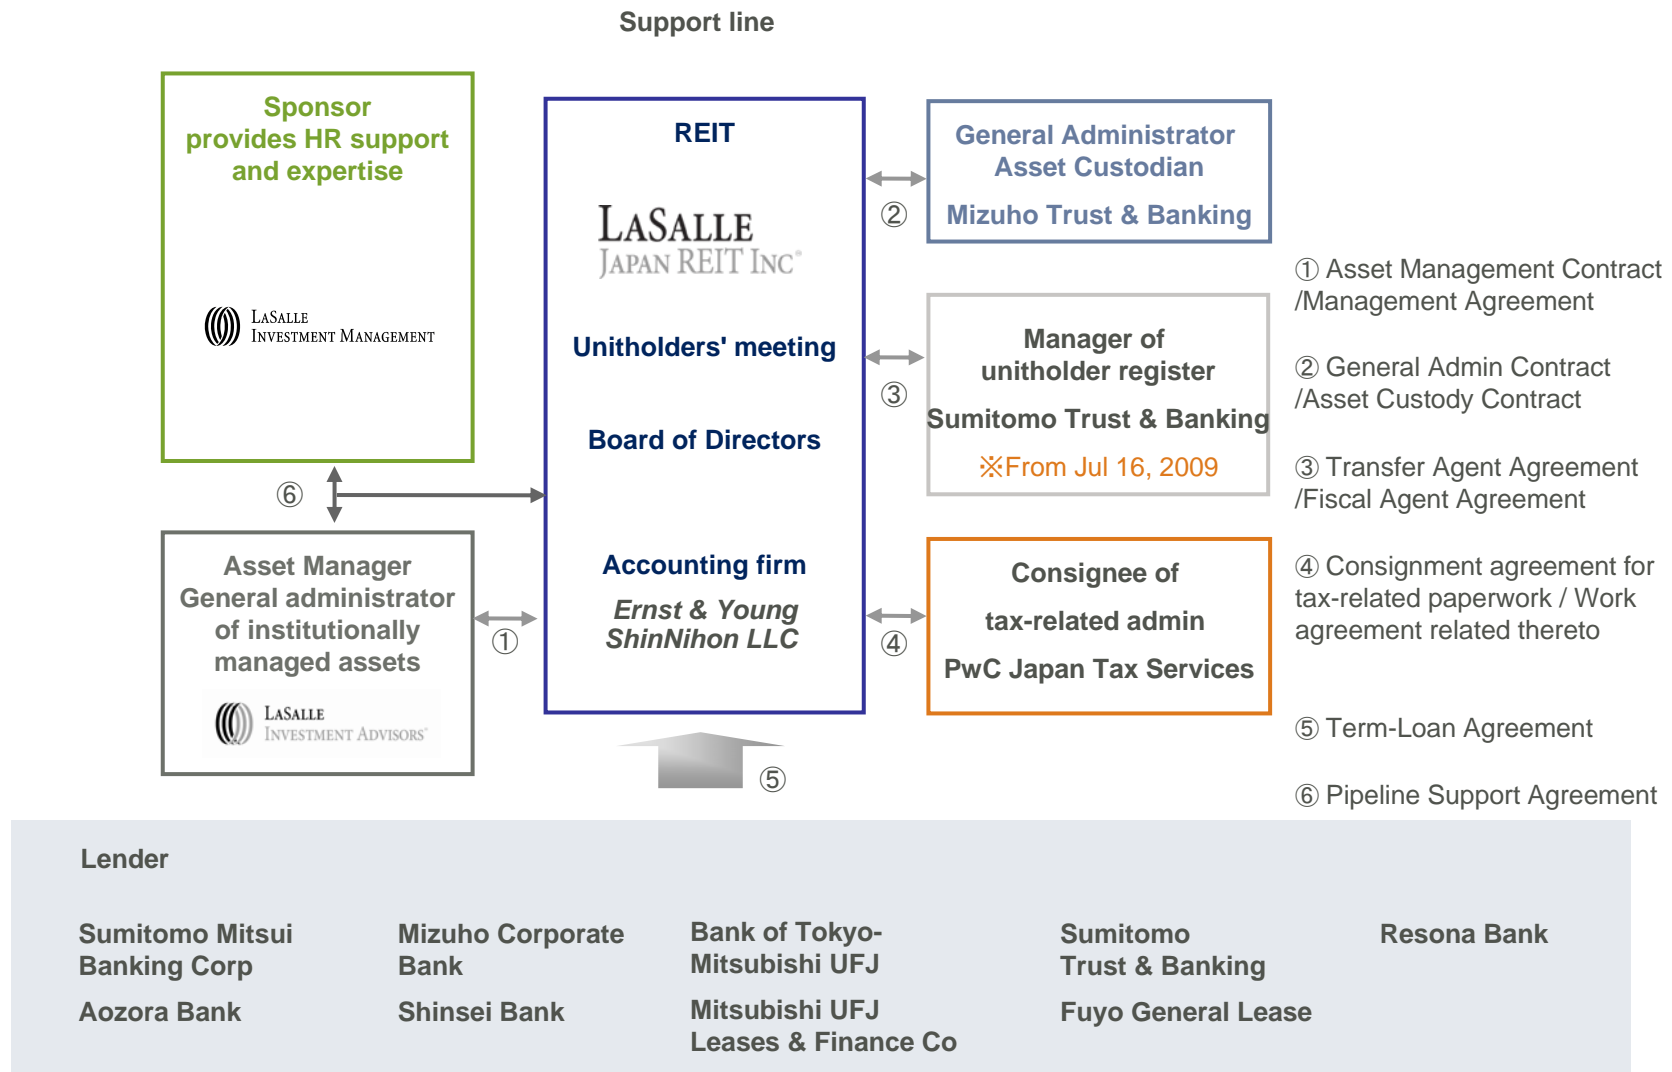 Support line
Sponsor
provides HR support
and expertise
LASALLE
INVESTMENT MANAGEMENT
⑥
Asset Manager
General administrator
of institutionally
managed assets
LASALLE
INVESTMENT ADVISORS
①
REIT
LASALLE
JAPAN REIT INC®
Unitholders' meeting
Board of Directors
Accounting firm
Ernst & Young
ShinNihon LLC
②
③
④
⑤
General Administrator
Asset Custodian
Mizuho Trust & Banking
Manager of
unitholder register
Sumitomo Trust & Banking
※From Jul 16, 2009
Consignee of
tax-related admin
PwC Japan Tax Services
① Asset Management Contract
/Management Agreement
② General Admin Contract
/Asset Custody Contract
③ Transfer Agent Agreement
/Fiscal Agent Agreement
④ Consignment agreement for
tax-related paperwork / Work
agreement related thereto
⑤ Term-Loan Agreement
⑥ Pipeline Support Agreement
Lender
Sumitomo Mitsui
Banking Corp
Mizuho Corporate
Bank
Bank of Tokyo-
Mitsubishi UFJ
Sumitomo
Trust & Banking
Resona Bank
Aozora Bank
Shinsei Bank
Mitsubishi UFJ
Leases & Finance Co
Fuyo General Lease